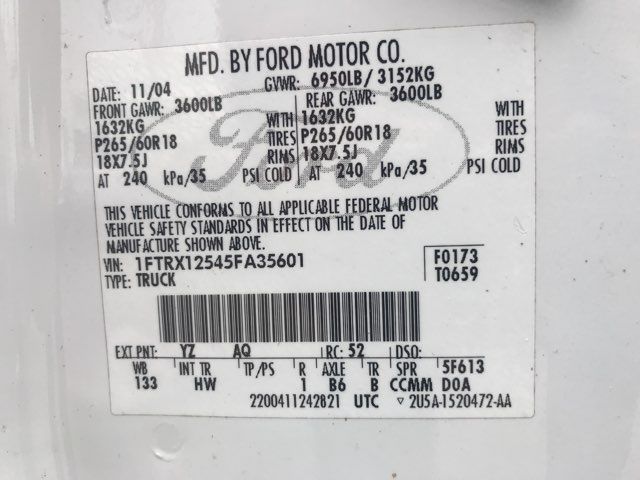 MFD. BY FORD MOTOR CO.
DATE: 11/04 GVWR: 6950LB/ 3152KG
FRONT GAWR: 3600LB REAR GAWR: 3600LB
1632KG WITH 1632KG WITH
P265/60R18 TIRES P265/60R18 TIRES
18X7.5J RIMS 18X7.5J RIMS
AT 240 kPa/35 PSI COLD AT 240 kPa/35 PSI COLD
Ford
THIS VEHICLE CONFORMS TO ALL APPLICABLE FEDERAL MOTOR
VEHICLE SAFETY STANDARDS IN EFFECT ON THE DATE OF
MANUFACTURE SHOWN ABOVE.
VIN: 1FTRX12545FA35601 F0173
TYPE: TRUCK T0659
EXT PNT: YZ AQ RC: 52 DSO:
WB INT TR TP/PS R AXLE TR SPR 5F613
133 HW 1 B6 B CCMM DOA
2200411242821 UTC ▽ 2U5A-1520472-AA